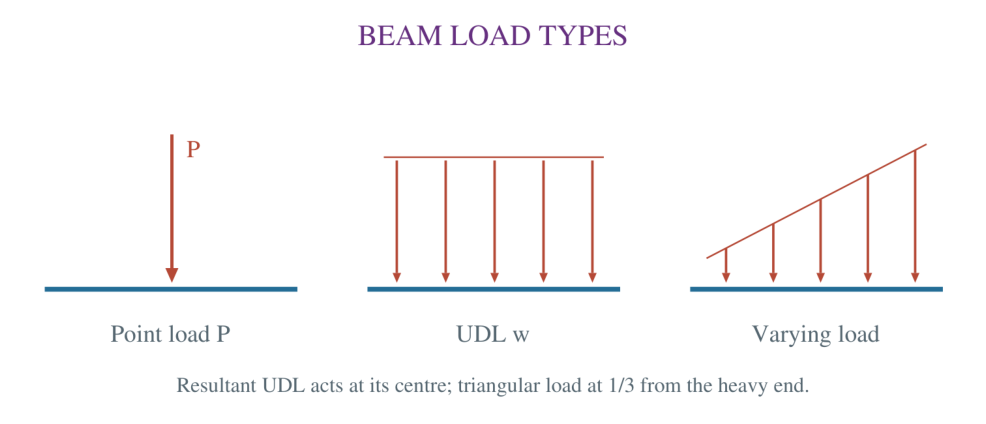 BEAM LOAD TYPES
P
Point load P
UDL w
Varying load
Resultant UDL acts at its centre; triangular load at 1/3 from the heavy end.